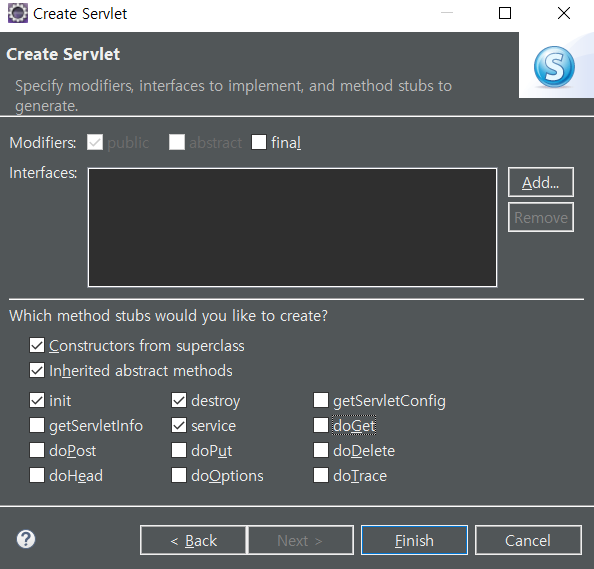 Create Servlet
Create Servlet
Specify modifiers, interfaces to implement, and method stubs to
generate.
Modifiers: public abstract final
Interfaces:
Add...
Remove
Which method stubs would you like to create?
Constructors from superclass
Inherited abstract methods
init destroy getServletConfig
getServletInfo service doGet
doPost doPut doDelete
doHead doOptions doTrace
? < Back Next > Finish Cancel